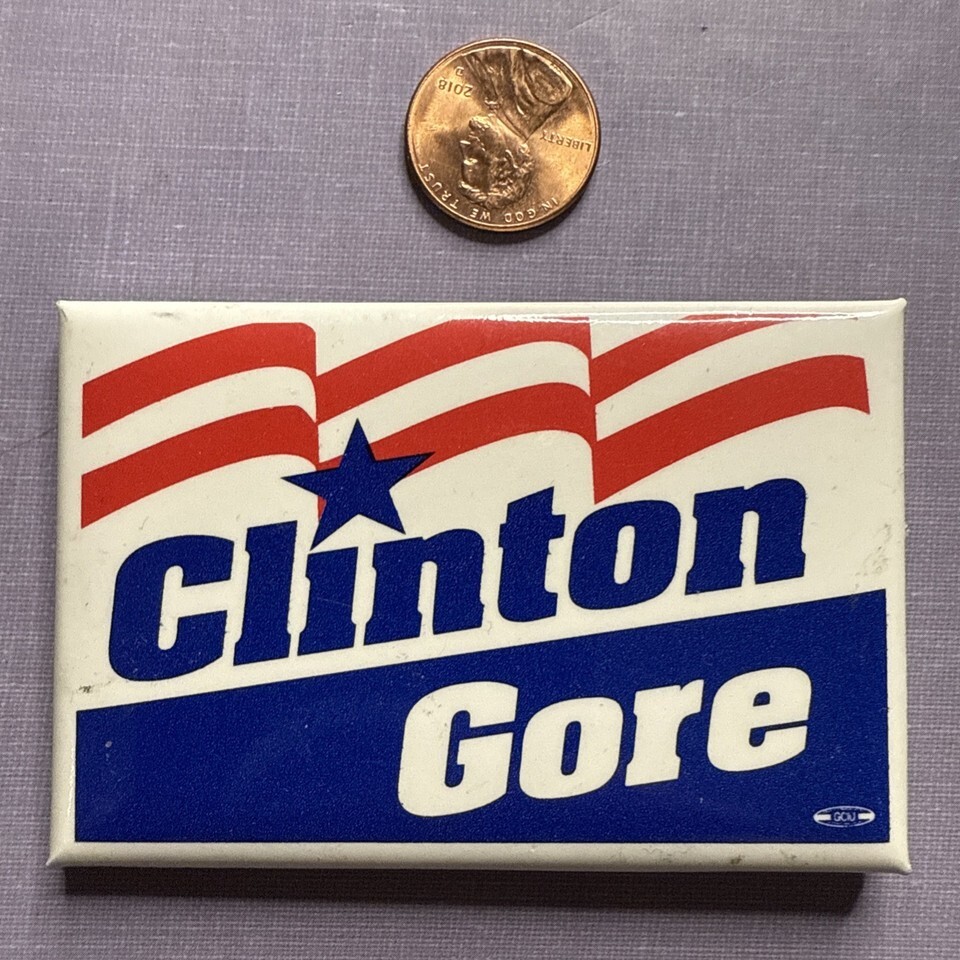 IN GOD WE TRUST
LIBERTY
2018
D
Clinton
Gore
GCIU